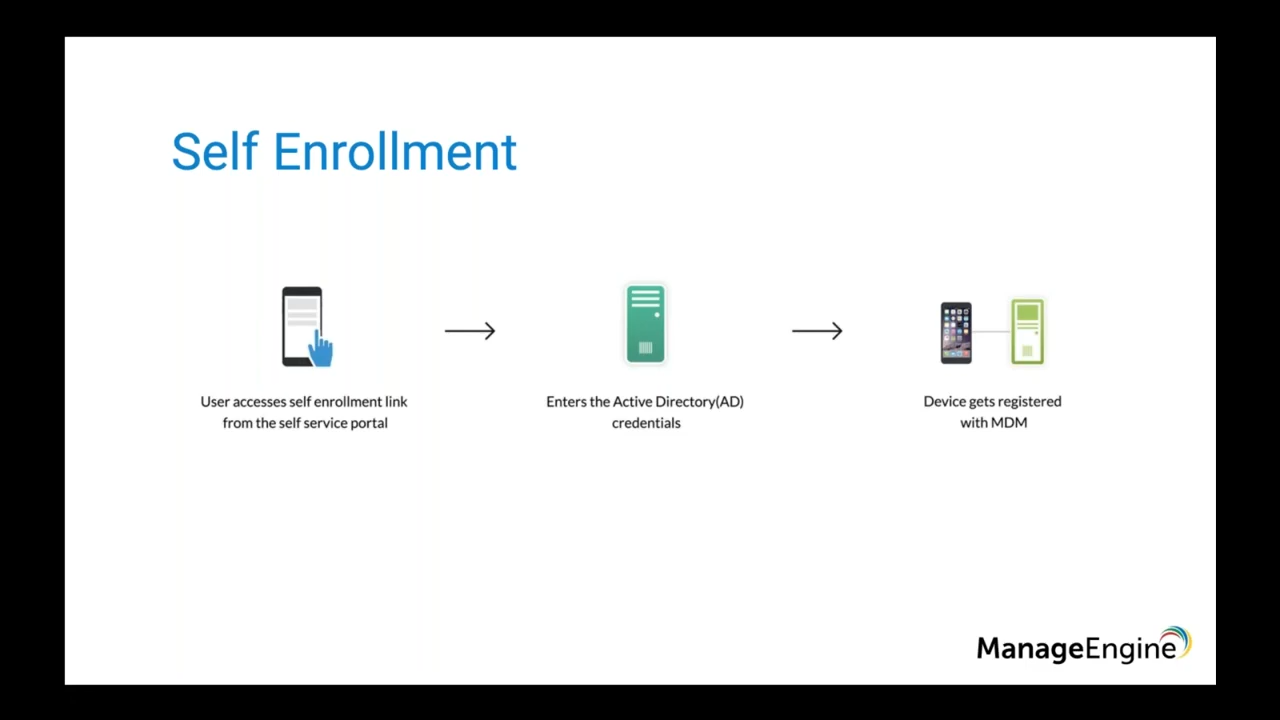 Self Enrollment
User accesses self enrollment link
from the self service portal
Enters the Active Directory(AD)
credentials
Device gets registered
with MDM
ManageEngine